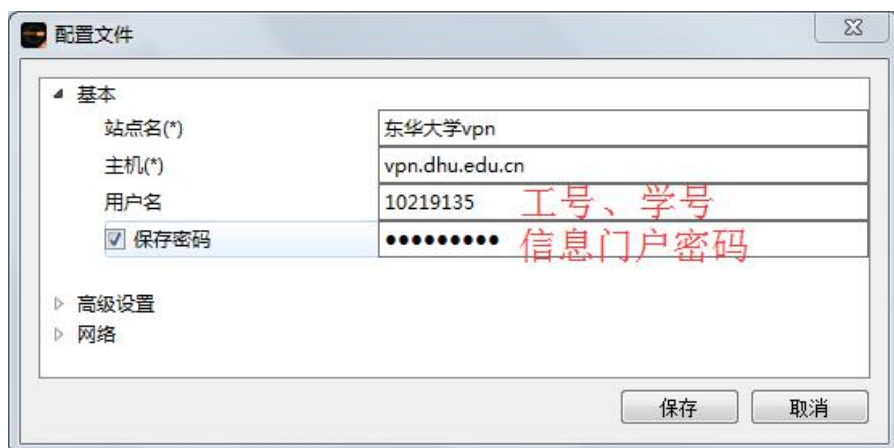 配置文件
基本
站点名(*) 东华大学vpn
主机(*) vpn.dhu.edu.cn
用户名 10219135 工号、学号
保存密码 ●●●●●●●●● 信息门户密码
高级设置
网络
保存 取消